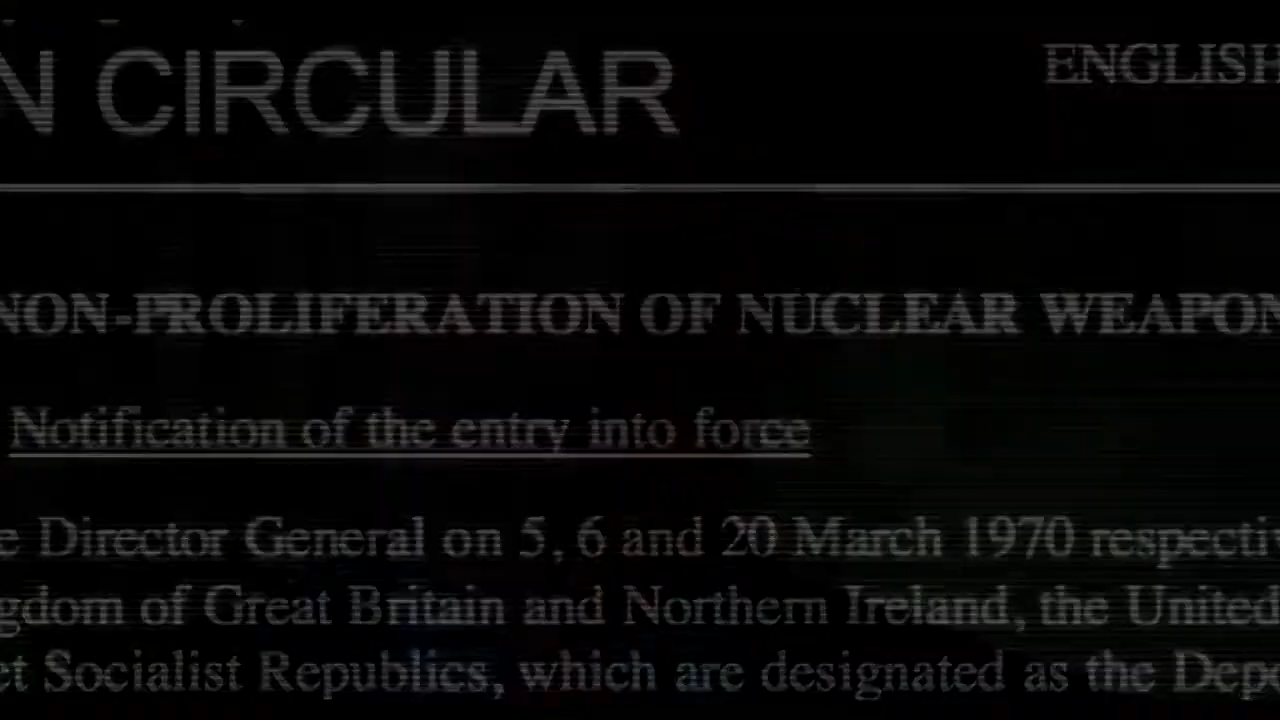 N CIRCULAR
ENGLISH
NON-PROLIFERATION OF NUCLEAR WEAPON
Notification of the entry into force
e Director General on 5, 6 and 20 March 1970 respectiv
gdom of Great Britain and Northern Ireland, the United
et Socialist Republics, which are designated as the Depo